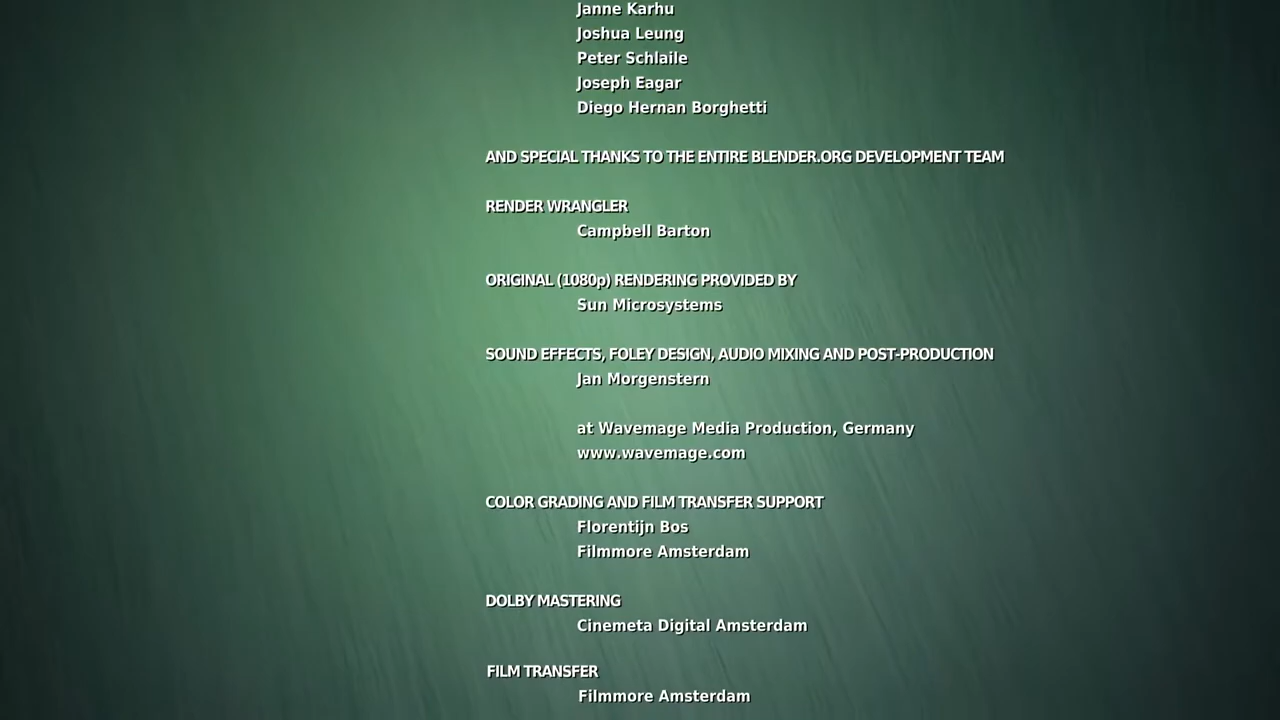 Janne Karhu
Joshua Leung
Peter Schlaile
Joseph Eagar
Diego Hernan Borghetti
AND SPECIAL THANKS TO THE ENTIRE BLENDER.ORG DEVELOPMENT TEAM
RENDER WRANGLER
Campbell Barton
ORIGINAL (1080p) RENDERING PROVIDED BY
Sun Microsystems
SOUND EFFECTS, FOLEY DESIGN, AUDIO MIXING AND POST-PRODUCTION
Jan Morgenstern
at Wavemage Media Production, Germany
www.wavemage.com
COLOR GRADING AND FILM TRANSFER SUPPORT
Florentijn Bos
Filmmore Amsterdam
DOLBY MASTERING
Cinemeta Digital Amsterdam
FILM TRANSFER
Filmmore Amsterdam